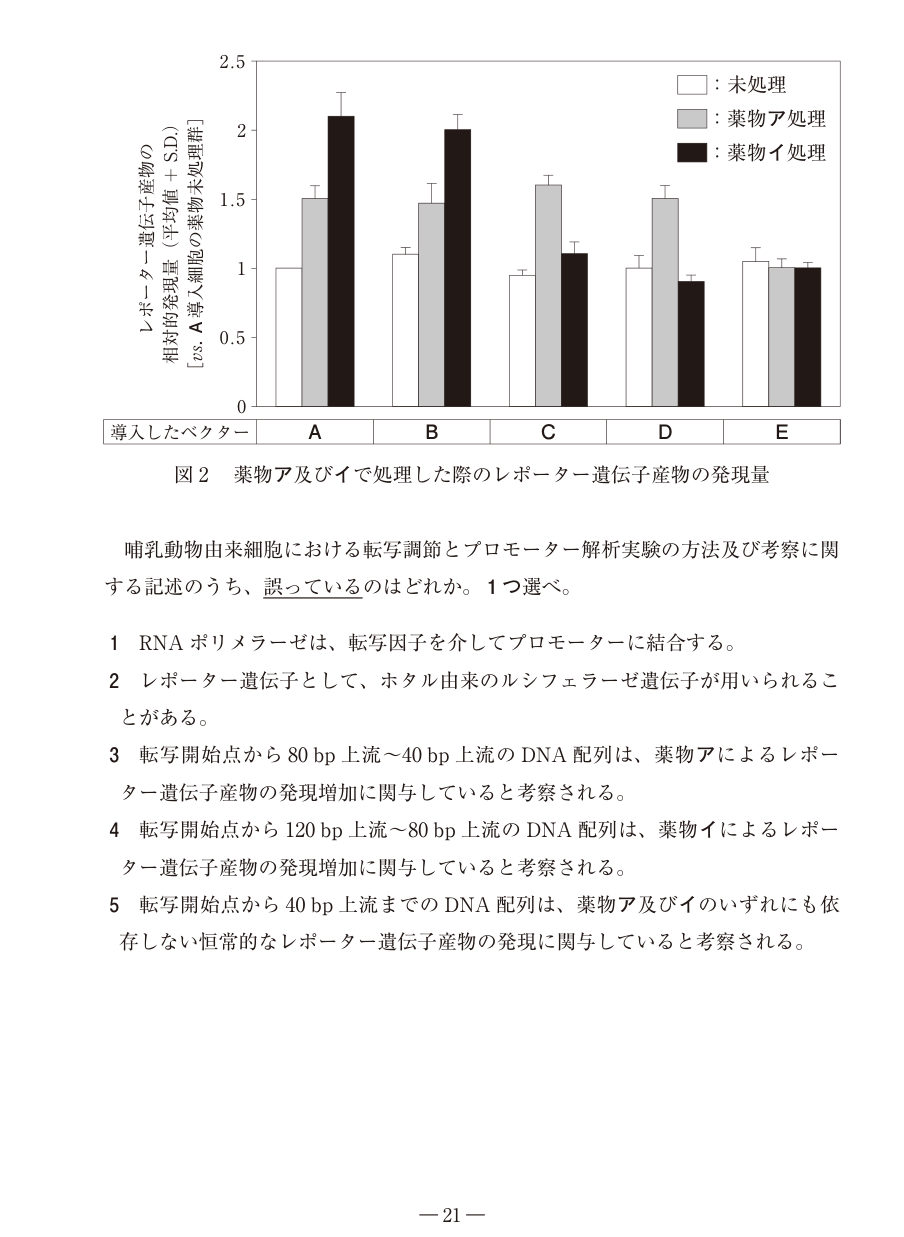 2.5
2
1.5
1
0.5
0
レポーター遺伝子産物の
相対的発現量(平均値 + S.D.)
[vs. A 導入細胞の薬物未処理群]
:未処理
:薬物ア処理
:薬物イ処理
導入したベクター A B C D E
図2 薬物ア及びイで処理した際のレポーター遺伝子産物の発現量
哺乳動物由来細胞における転写調節とプロモーター解析実験の方法及び考察に関
する記述のうち、誤っているのはどれか。1つ選べ。
1 RNA ポリメラーゼは、転写因子を介してプロモーターに結合する。
2 レポーター遺伝子として、ホタル由来のルシフェラーゼ遺伝子が用いられるこ
とがある。
3 転写開始点から 80 bp 上流~40 bp 上流の DNA 配列は、薬物アによるレポー
ター遺伝子産物の発現増加に関与していると考察される。
4 転写開始点から 120 bp 上流~80 bp 上流の DNA 配列は、薬物イによるレポー
ター遺伝子産物の発現増加に関与していると考察される。
5 転写開始点から 40 bp 上流までの DNA 配列は、薬物ア及びイのいずれにも依
存しない恒常的なレポーター遺伝子産物の発現に関与していると考察される。
― 21 ―